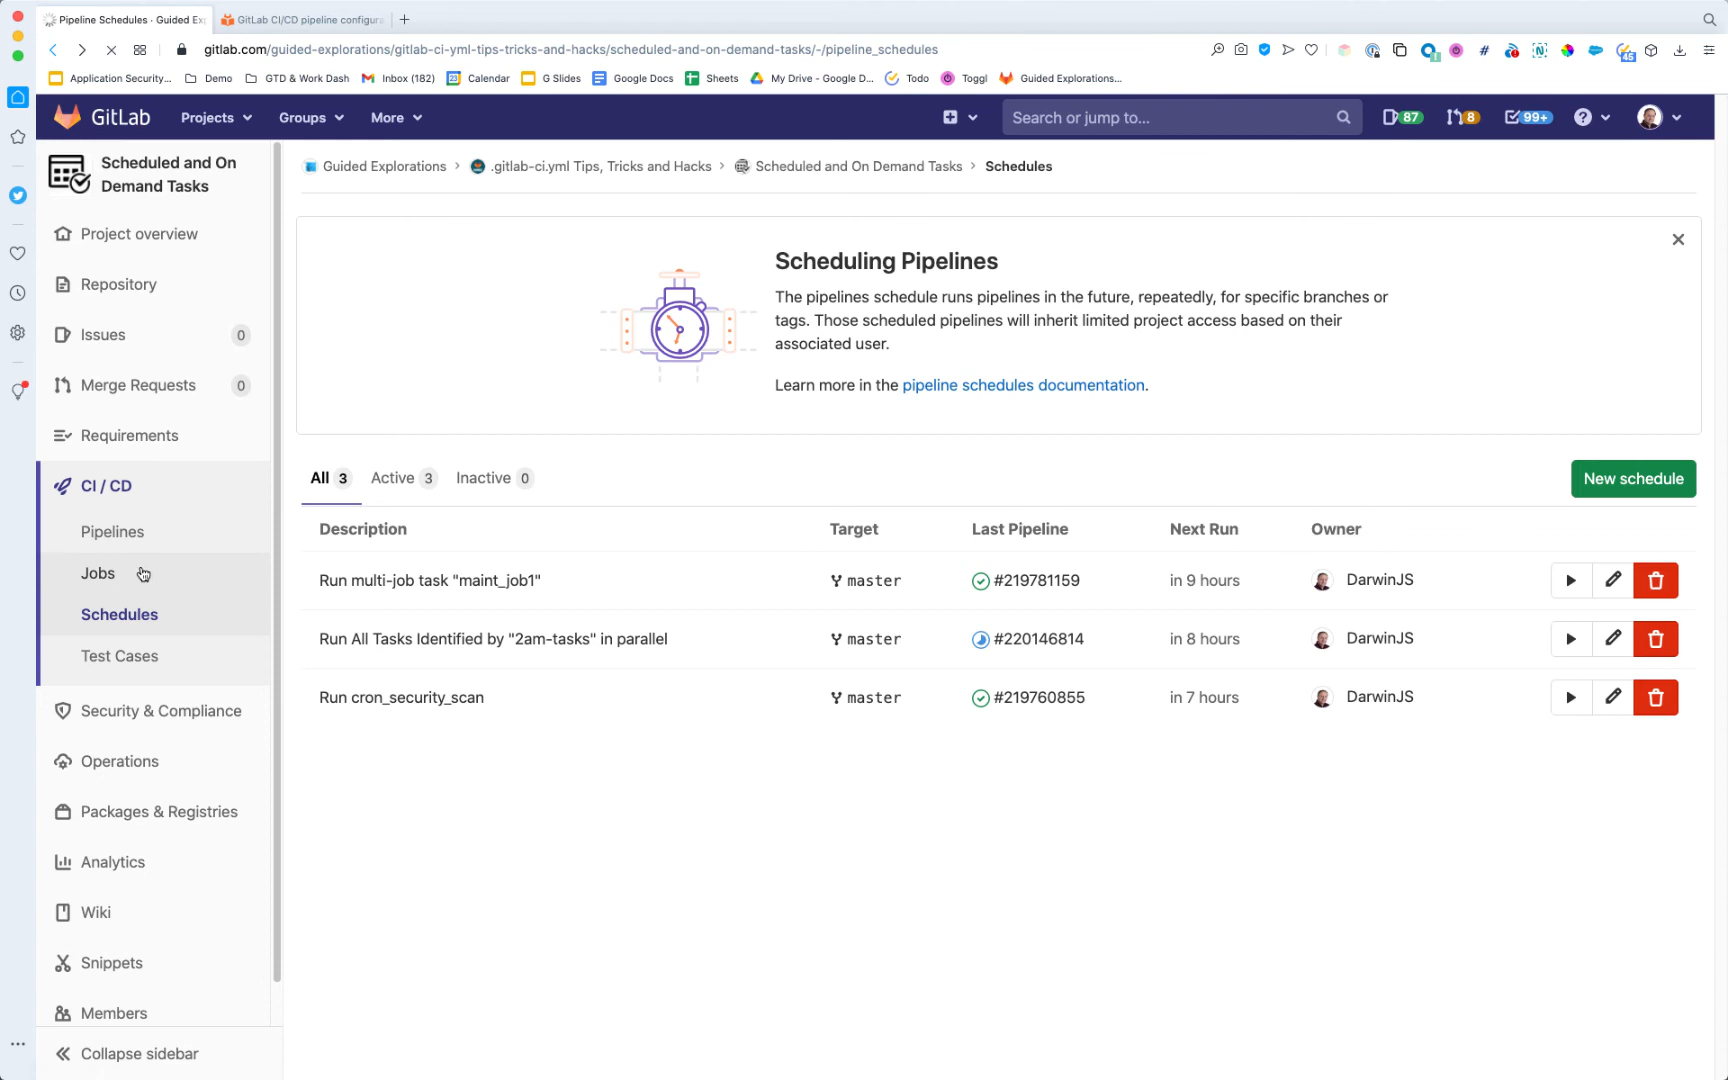 Pipeline Schedules · Guided Ex
GitLab CI/CD pipeline configura
gitlab.com/guided-explorations/gitlab-ci-yml-tips-tricks-and-hacks/scheduled-and-on-demand-tasks/-/pipeline_schedules
45
Application Security... Demo GTD & Work Dash Inbox (182) Calendar G Slides Google Docs Sheets My Drive - Google D... Todo Toggl Guided Explorations...
GitLab Projects Groups More Search or jump to... 87 8 99+
Scheduled and On
Demand Tasks
Guided Explorations > .gitlab-ci.yml Tips, Tricks and Hacks > Scheduled and On Demand Tasks > Schedules
Project overview
Repository
Issues 0
Merge Requests 0
Requirements
CI / CD
Pipelines
Jobs
Schedules
Test Cases
Security & Compliance
Operations
Packages & Registries
Analytics
Wiki
Snippets
Members
Collapse sidebar
Scheduling Pipelines
The pipelines schedule runs pipelines in the future, repeatedly, for specific branches or
tags. Those scheduled pipelines will inherit limited project access based on their
associated user.
Learn more in the pipeline schedules documentation.
All 3 Active 3 Inactive 0 New schedule
Description Target Last Pipeline Next Run Owner
Run multi-job task "maint_job1" master #219781159 in 9 hours DarwinJS
Run All Tasks Identified by "2am-tasks" in parallel master #220146814 in 8 hours DarwinJS
Run cron_security_scan master #219760855 in 7 hours DarwinJS